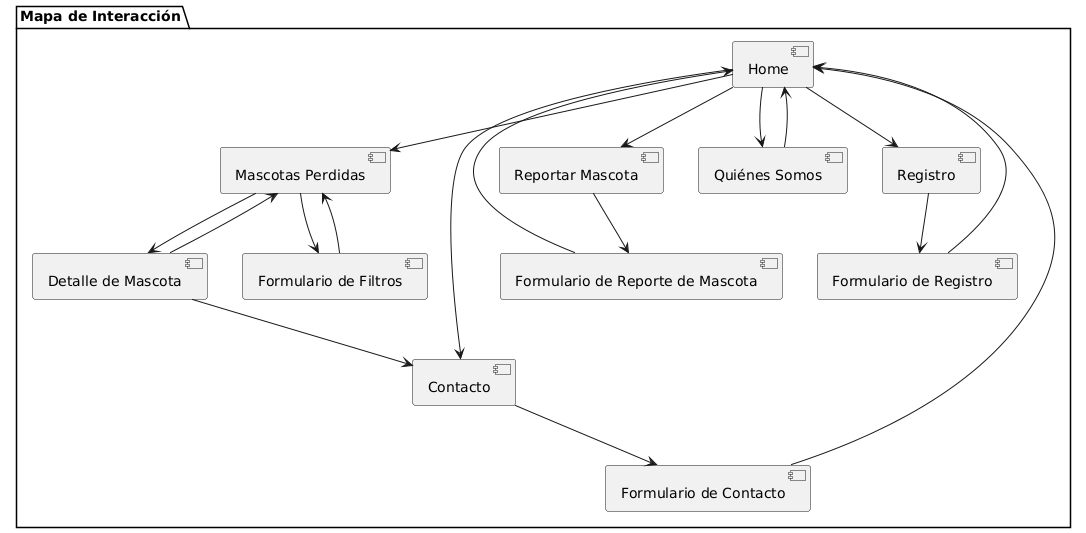 Mapa de Interacción
Home
Mascotas Perdidas
Reportar Mascota
Quiénes Somos
Registro
Detalle de Mascota
Formulario de Filtros
Formulario de Reporte de Mascota
Formulario de Registro
Contacto
Formulario de Contacto